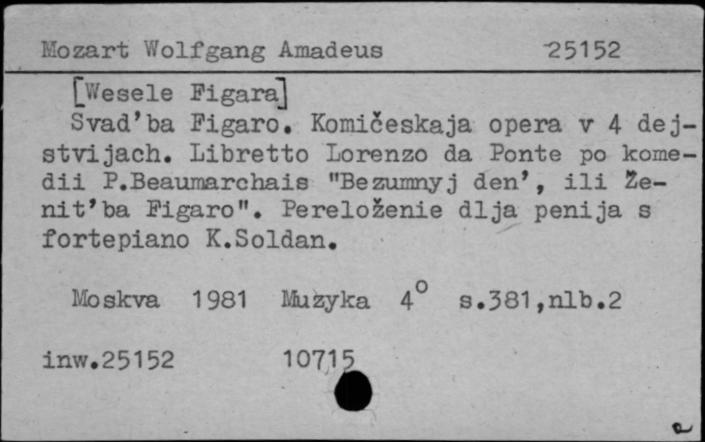 Mozart Wolfgang Amadeus 25152
[Wesele Figara]
Svad'ba Figaro. Komičeskaja opera v 4 dej-
stvijach. Libretto Lorenzo da Ponte po kome-
dii P.Beaumarchais "Bezumnyj den', ili Že-
nit'ba Figaro". Pereloženie dlja penija s
fortepiano K.Soldan.
Moskva 1981 Muzyka 4° s.381,nlb.2
inw.25152 10715